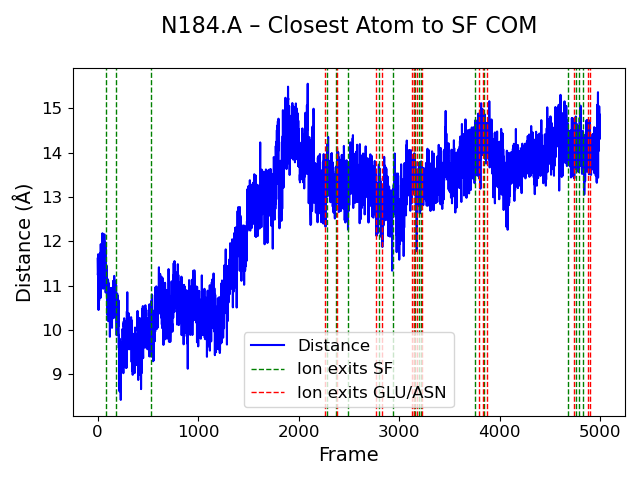 N184.A – Closest Atom to SF COM
Distance (Å)
15
14
13
12
11
10
9
Distance
Ion exits SF
Ion exits GLU/ASN
0 1000 2000 3000 4000 5000
Frame